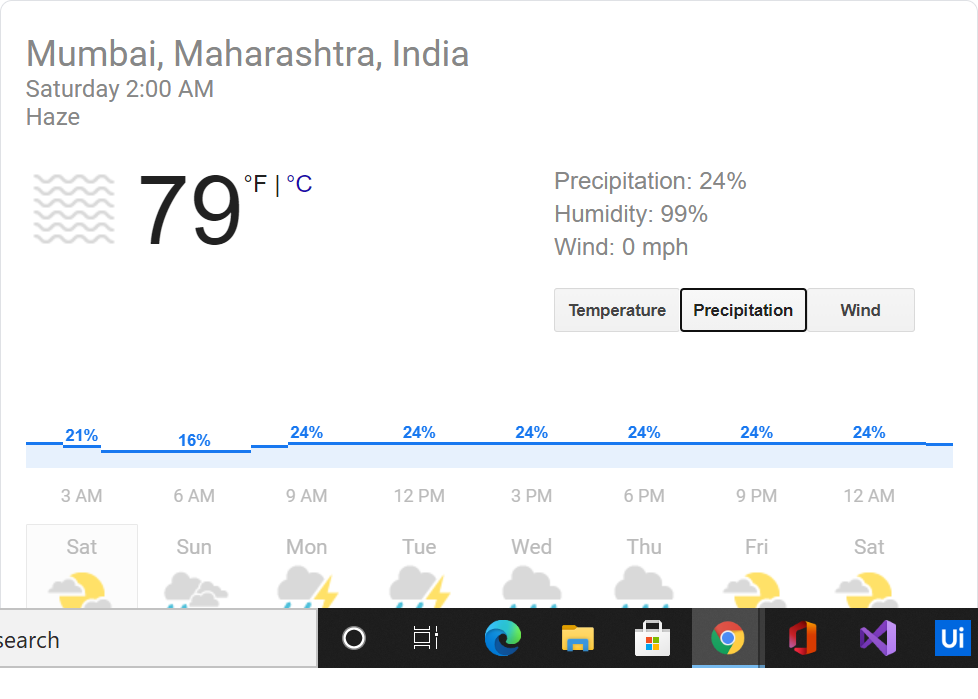 Mumbai, Maharashtra, India
Saturday 2:00 AM
Haze
79 °F | °C
Precipitation: 24%
Humidity: 99%
Wind: 0 mph
Temperature Precipitation Wind
21% 16% 24% 24% 24% 24% 24% 24%
3 AM 6 AM 9 AM 12 PM 3 PM 6 PM 9 PM 12 AM
Sat Sun Mon Tue Wed Thu Fri Sat
search
Ui